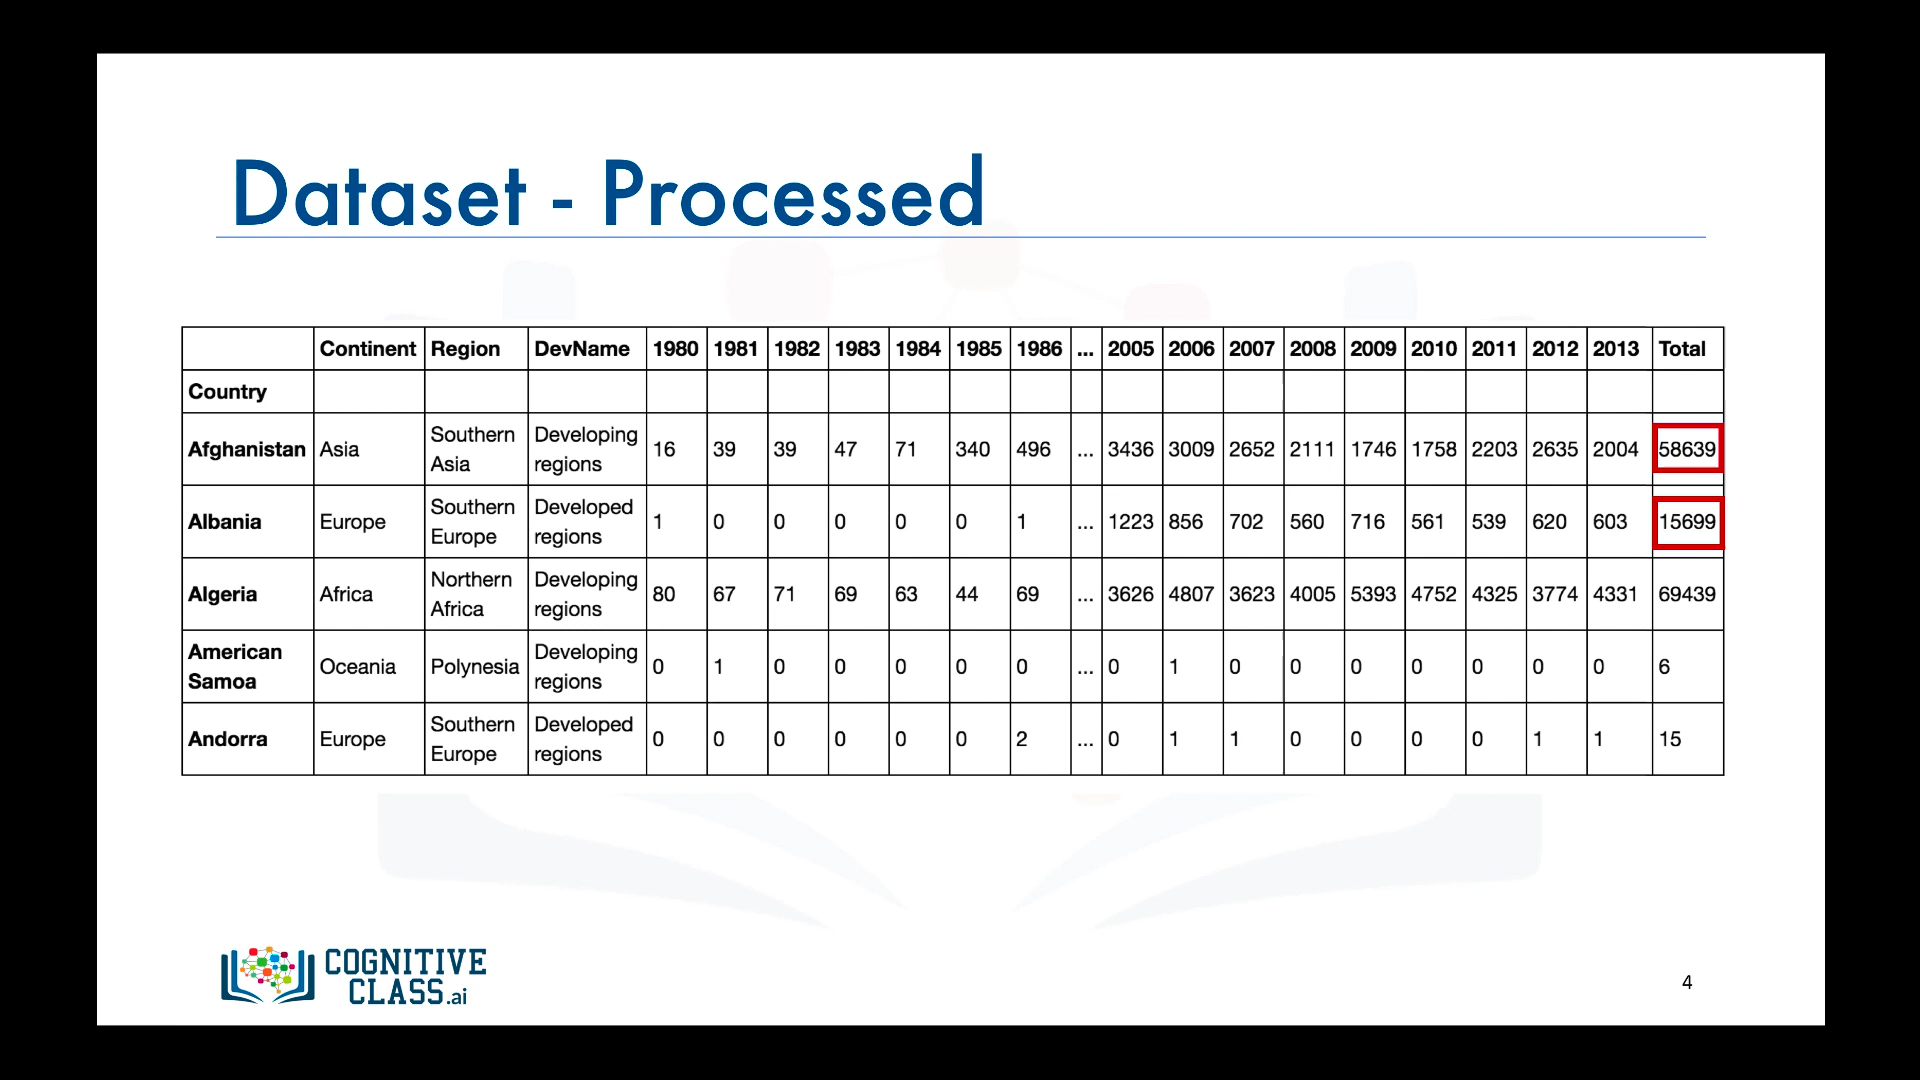 Dataset - Processed
Continent Region DevName 1980 1981 1982 1983 1984 1985 1986 ... 2005 2006 2007 2008 2009 2010 2011 2012 2013 Total
Country
Afghanistan Asia Southern Asia Developing regions 16 39 39 47 71 340 496 ... 3436 3009 2652 2111 1746 1758 2203 2635 2004 58639
Albania Europe Southern Europe Developed regions 1 0 0 0 0 0 1 ... 1223 856 702 560 716 561 539 620 603 15699
Algeria Africa Northern Africa Developing regions 80 67 71 69 63 44 69 ... 3626 4807 3623 4005 5393 4752 4325 3774 4331 69439
American Samoa Oceania Polynesia Developing regions 0 1 0 0 0 0 0 ... 0 1 0 0 0 0 0 0 0 6
Andorra Europe Southern Europe Developed regions 0 0 0 0 0 0 2 ... 0 1 1 0 0 0 0 1 1 15
COGNITIVE
CLASS.ai
4